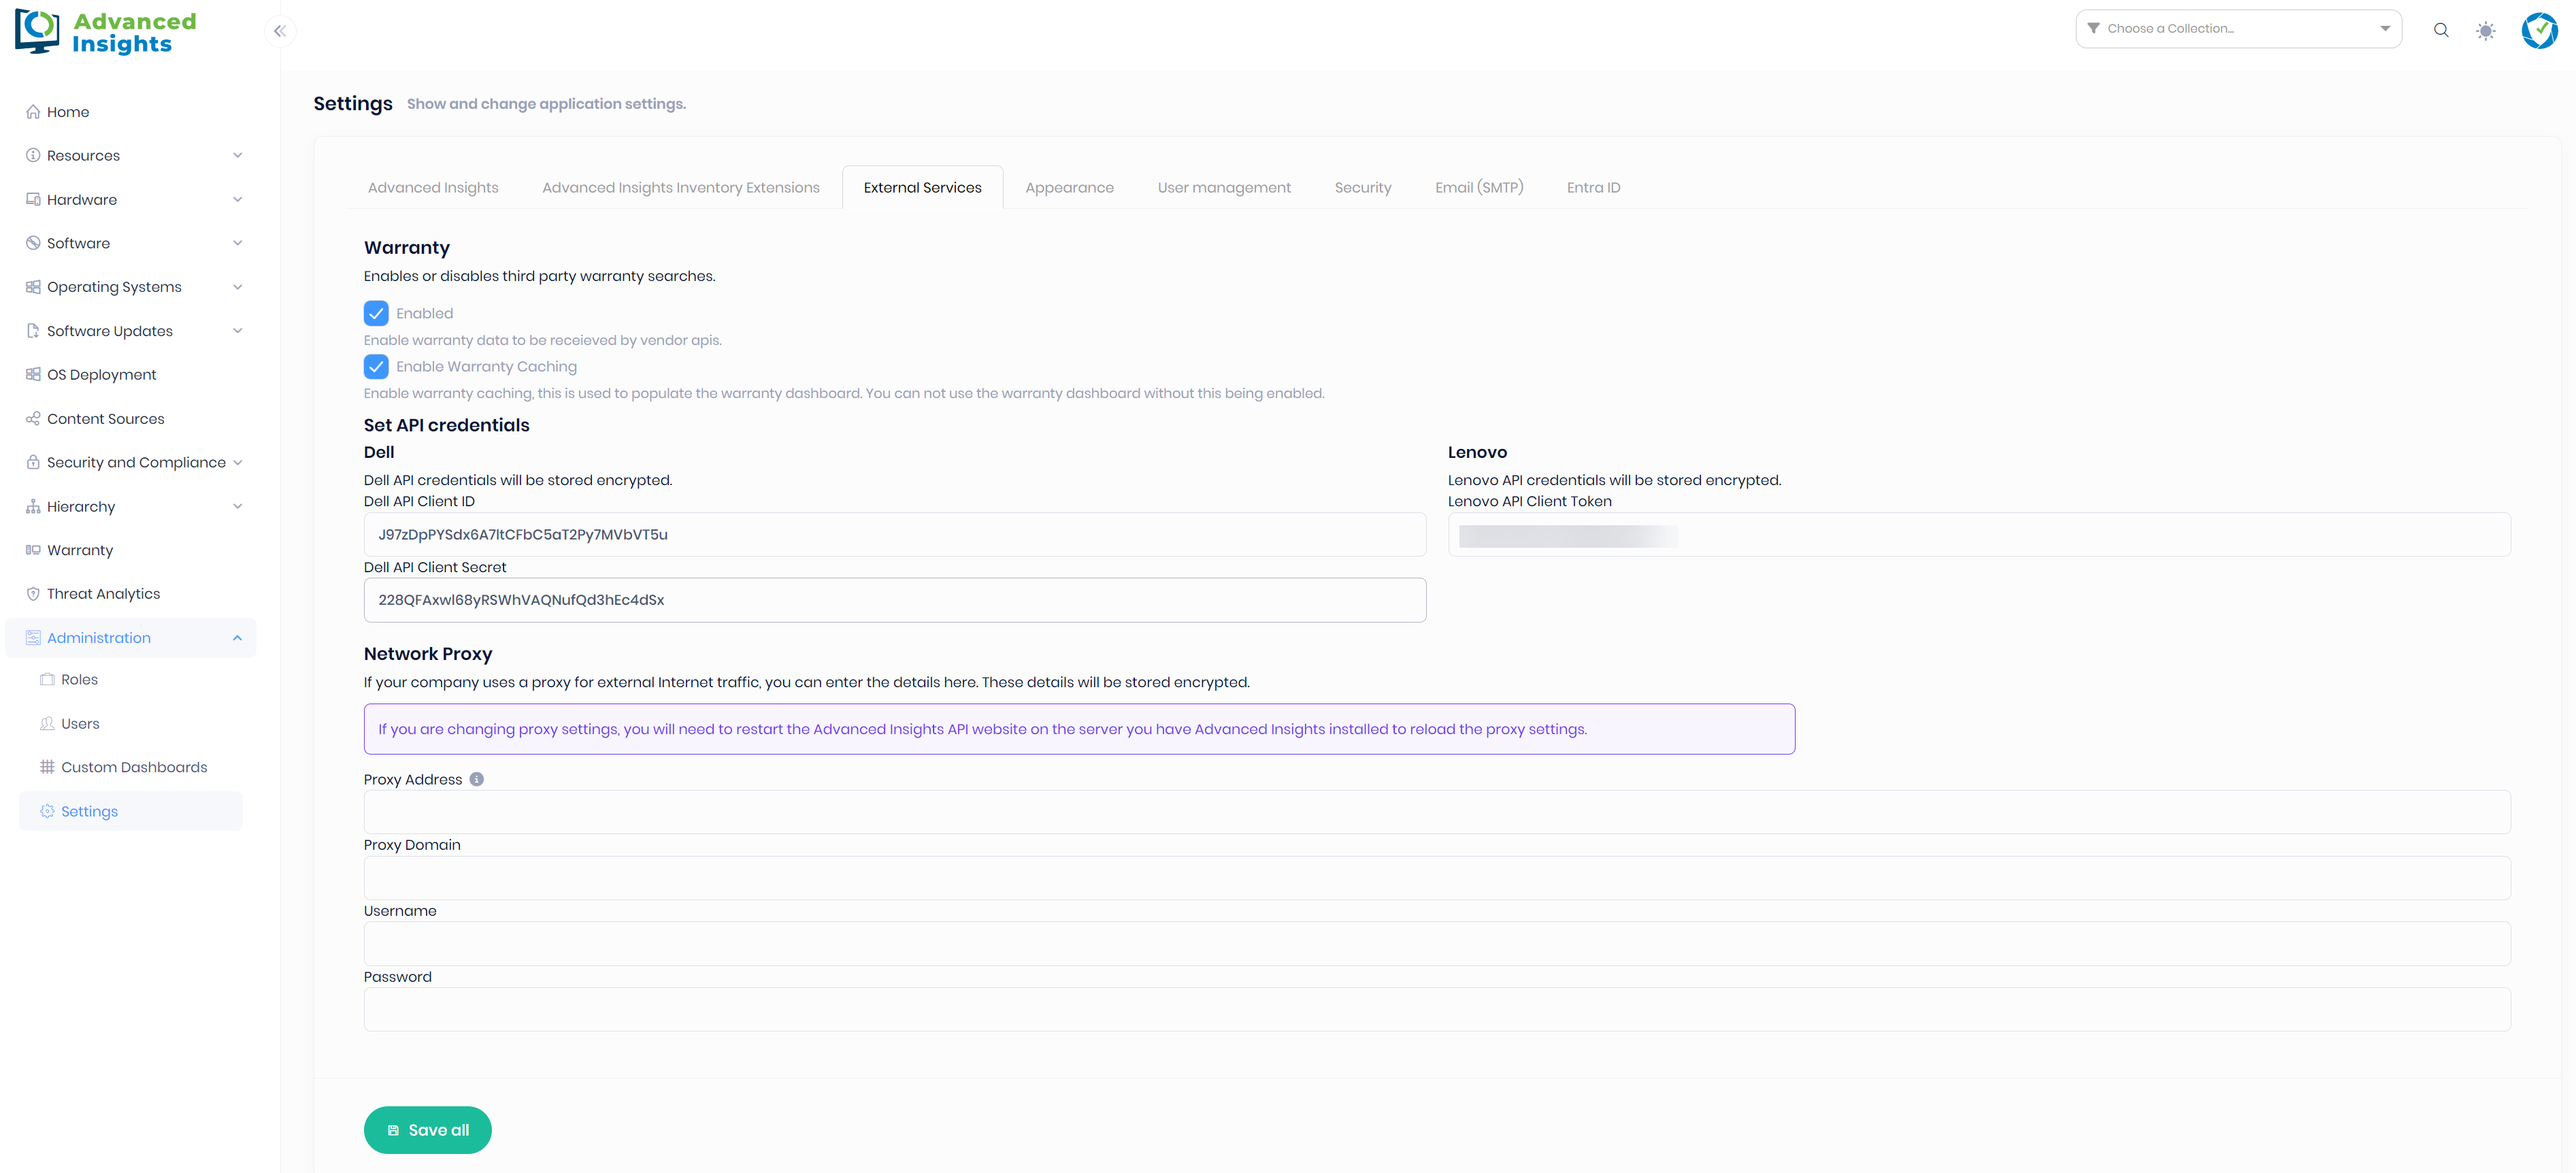 Advanced
Insights
Choose a Collection...
Home
Resources
Hardware
Software
Operating Systems
Software Updates
OS Deployment
Content Sources
Security and Compliance
Hierarchy
Warranty
Threat Analytics
Administration
Roles
Users
Custom Dashboards
Settings
Settings Show and change application settings.
Advanced Insights Advanced Insights Inventory Extensions External Services Appearance User management Security Email (SMTP) Entra ID
Warranty
Enables or disables third party warranty searches.
Enabled
Enable warranty data to be receieved by vendor apis.
Enable Warranty Caching
Enable warranty caching, this is used to populate the warranty dashboard. You can not use the warranty dashboard without this being enabled.
Set API credentials
Dell
Dell API credentials will be stored encrypted.
Dell API Client ID
J97zDpPYSdx6A7ltCFbC5aT2Py7MVbVT5u
Dell API Client Secret
228QFAxwl68yRSWhVAQNufQd3hEc4dSx
Lenovo
Lenovo API credentials will be stored encrypted.
Lenovo API Client Token
Network Proxy
If your company uses a proxy for external Internet traffic, you can enter the details here. These details will be stored encrypted.
If you are changing proxy settings, you will need to restart the Advanced Insights API website on the server you have Advanced Insights installed to reload the proxy settings.
Proxy Address
Proxy Domain
Username
Password
Save all